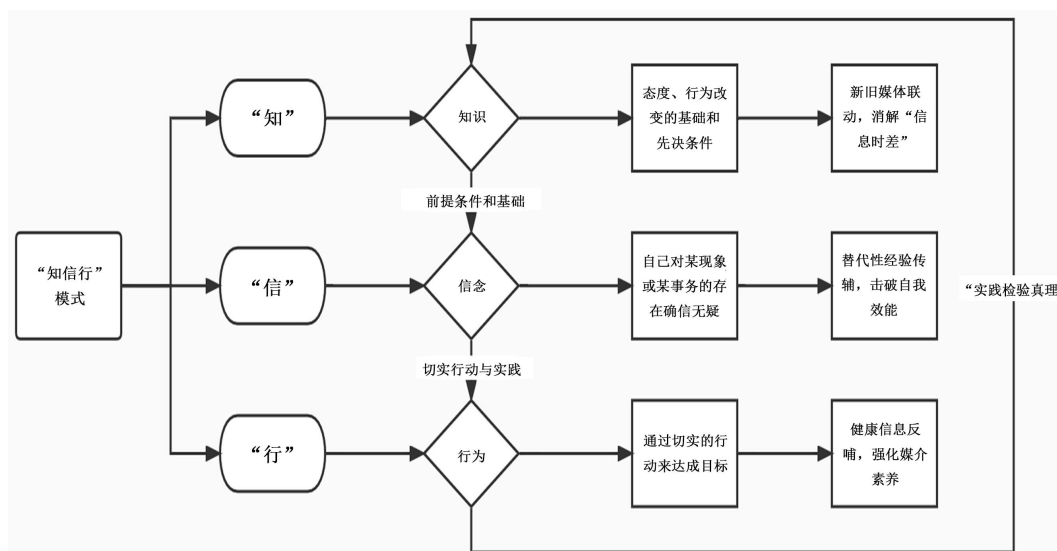 “知”
知识
态度、行为改
变的基础和
先决条件
新旧媒体联
动，消解“信
息时差”
前提条件和基础
“知信行”
模式
“信”
信念
自己对某现象
或某事务的存
在确信无疑
替代性经验传
辅，击破自我
效能
“实践检验真理
切实行动与实践
“行”
行为
通过切实的行
动来达成目标
健康信息反
哺，强化媒介
素养